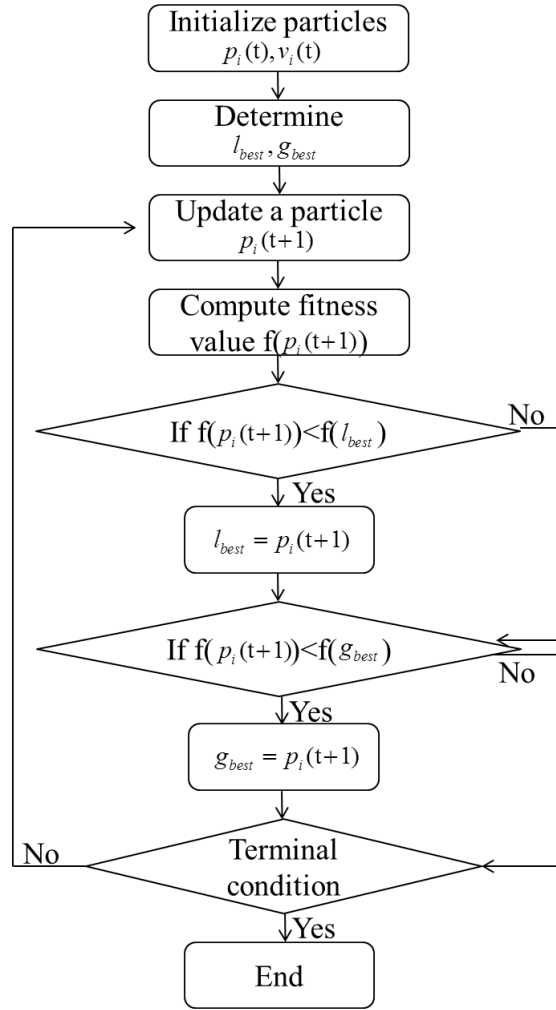 Initialize particles
p_i(t),v_i(t)
Determine
l_best,g_best
Update a particle
p_i(t+1)
Compute fitness
value f(p_i(t+1))
If f(p_i(t+1))<f(l_best)
No
Yes
l_best = p_i(t+1)
If f(p_i(t+1))<f(g_best)
No
Yes
g_best = p_i(t+1)
No
Terminal
condition
Yes
End